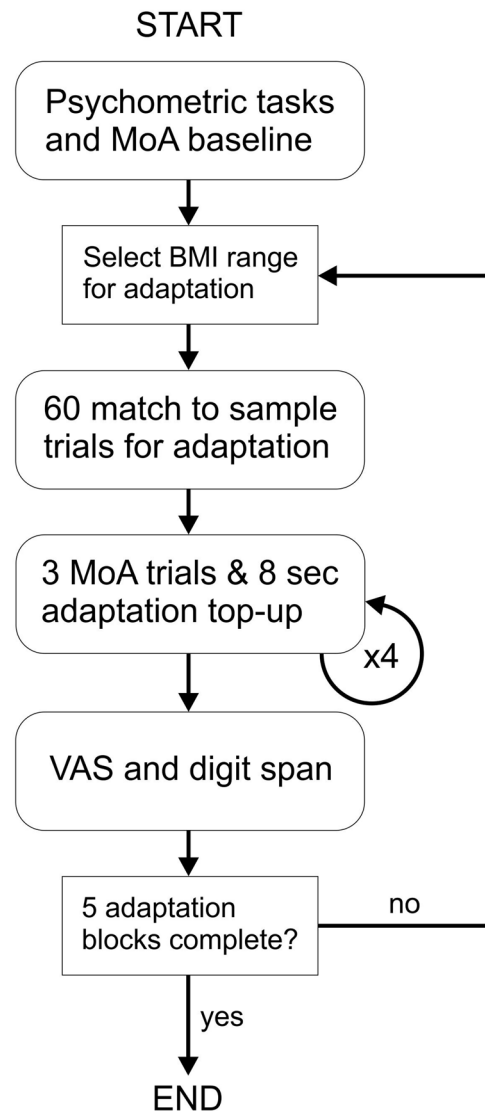 START
Psychometric tasks
and MoA baseline
Select BMI range
for adaptation
60 match to sample
trials for adaptation
3 MoA trials & 8 sec
adaptation top-up
x4
VAS and digit span
5 adaptation
blocks complete?
no
yes
END